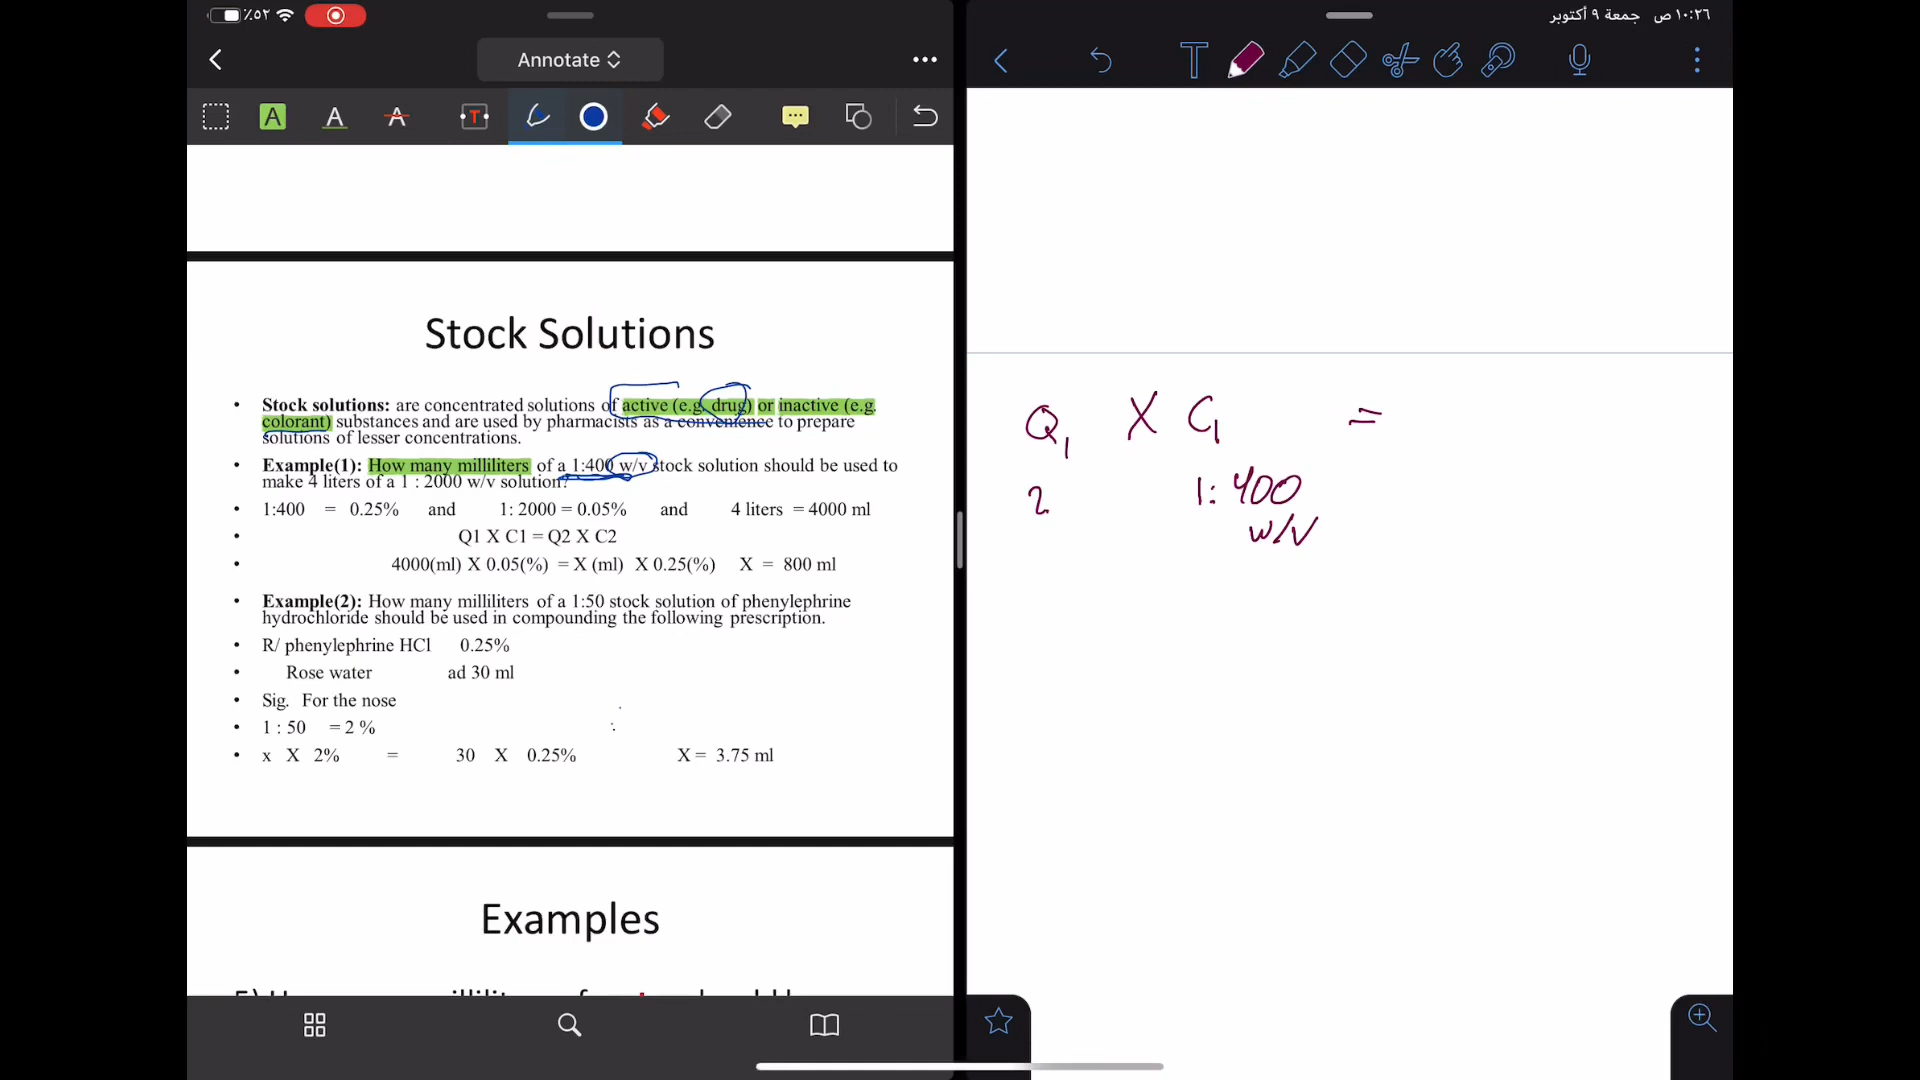 ٪٥٢
جمعة ٩ أكتوبر ١٠:٢٦ ص
Annotate
T
A A A T
Stock Solutions
• Stock solutions: are concentrated solutions of active (e.g. drug) or inactive (e.g.
colorant) substances and are used by pharmacists as a convenience to prepare
solutions of lesser concentrations.
• Example(1): How many milliliters of a 1:400 w/v stock solution should be used to
make 4 liters of a 1 : 2000 w/v solution?
• 1:400 = 0.25% and 1: 2000 = 0.05% and 4 liters = 4000 ml
• Q1 X C1 = Q2 X C2
• 4000(ml) X 0.05(%) = X (ml) X 0.25(%) X = 800 ml
• Example(2): How many milliliters of a 1:50 stock solution of phenylephrine
hydrochloride should be used in compounding the following prescription.
• R/ phenylephrine HCl 0.25%
• Rose water ad 30 ml
• Sig. For the nose
• 1 : 50 = 2 %
• x X 2% = 30 X 0.25% X = 3.75 ml
Examples
Q1 X C1 =
1: 400
w/v